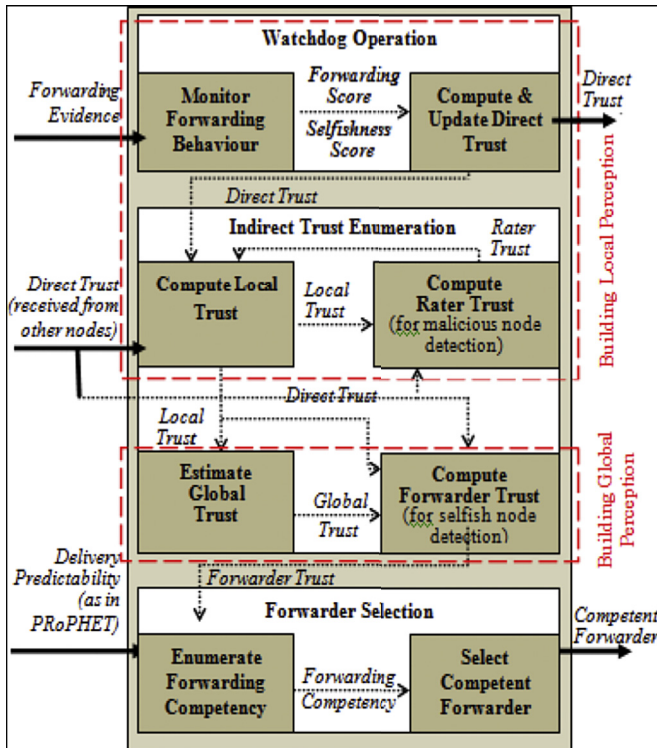 Watchdog Operation
Forwarding
Evidence
Monitor
Forwarding
Behaviour
Forwarding
Score
Selfishness
Score
Compute &
Update Direct
Trust
Direct
Trust
Direct Trust
Building Local Perception
Indirect Trust Enumeration
Rater
Trust
Direct Trust
(received from
other nodes)
Compute Local
Trust
Local
Trust
Compute
Rater Trust
(for malicious node
detection)
Direct Trust
Local
Trust
Estimate
Global
Trust
Global
Trust
Compute
Forwarder Trust
(for selfish node
detection)
Building Global
Perception
Delivery
Predictability
(as in
PRoPHET)
Forwarder Trust
Forwarder Selection
Enumerate
Forwarding
Competency
Forwarding
Competency
Select
Competent
Forwarder
Competent
Forwarder